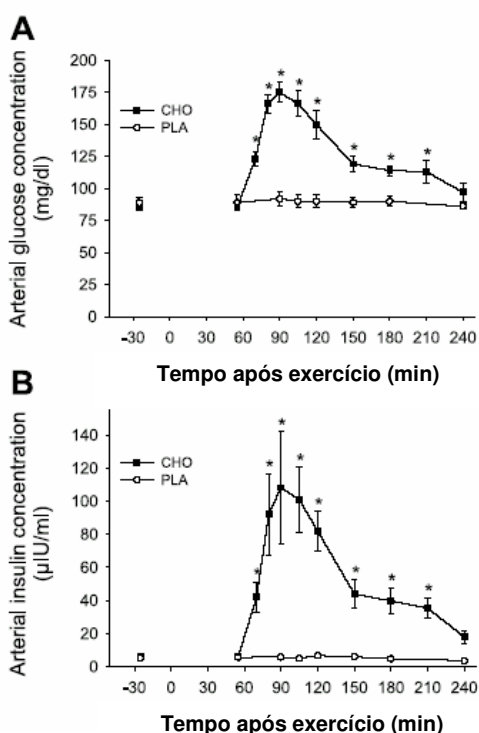 A
Arterial glucose concentration
(mg/dl)
200
175
150
125
100
75
50
25
0
CHO
PLA
* * * * * * * *
-30 0 30 60 90 120 150 180 210 240
Tempo após exercício (min)
B
Arterial insulin concentration
(µIU/ml)
140
120
100
80
60
40
20
0
CHO
PLA
* * * * * * * *
-30 0 30 60 90 120 150 180 210 240
Tempo após exercício (min)